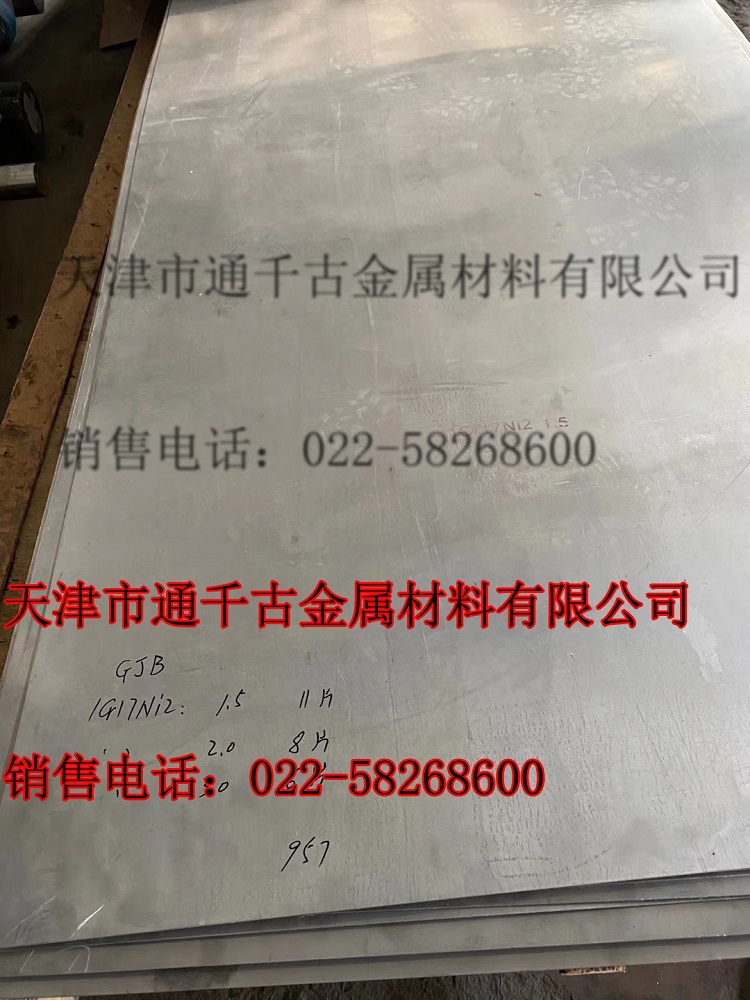 天津市通千古金属材料有限公司
17Ni2 1.5
销售电话：022-58268600
天津市通千古金属材料有限公司
GJB
1G17Ni2: 1.5 11片
2.0 8片
销售电话：022-58268600
957